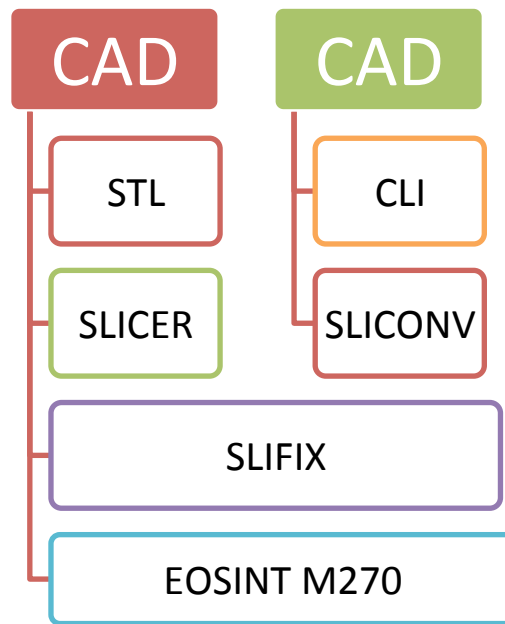 CAD
CAD
STL
CLI
SLICER
SLICONV
SLIFIX
EOSINT M270